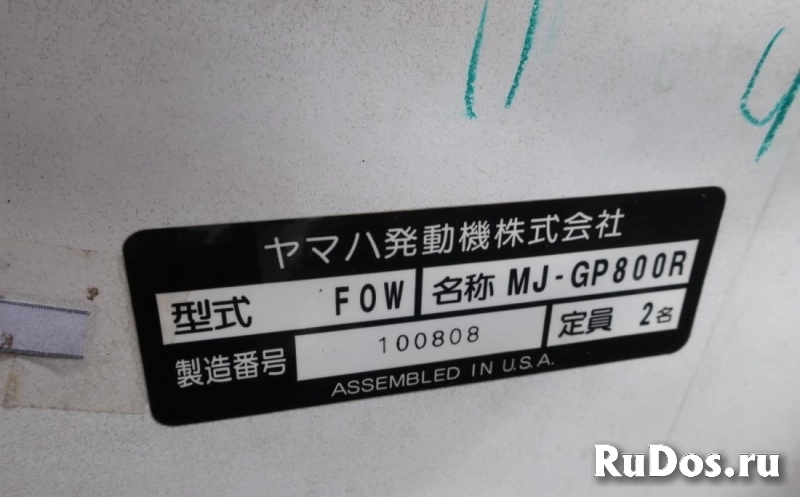 ヤマハ発動機株式会社
型式 F0W 名称 MJ-GP800R
製造番号 100808 定員 2名
ASSEMBLED IN U.S.A.
RuDos.ru